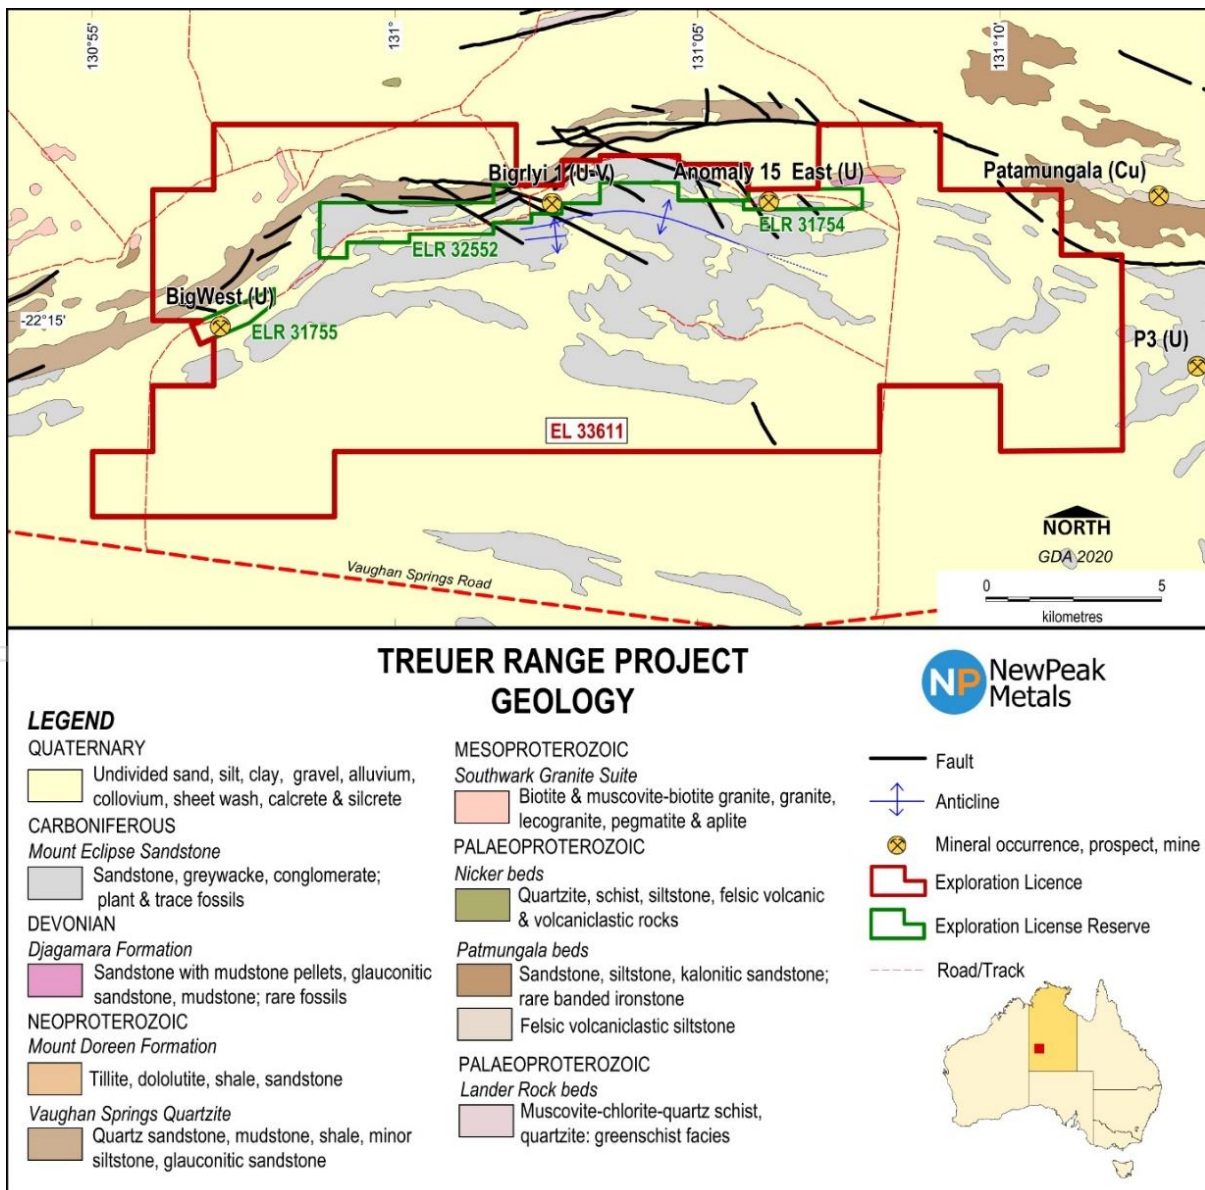 130°55'
131°
131°05'
131°10'
Bigrlyi 1 (U-V)
Anomaly 15 East (U)
Patamungala (Cu)
ELR 31754
ELR 32552
BigWest (U)
-22°15'
ELR 31755
P3 (U)
EL 33611
NORTH
GDA 2020
Vaughan Springs Road
0 5
kilometres
TREUER RANGE PROJECT
GEOLOGY
NP NewPeak
Metals
LEGEND
QUATERNARY
Undivided sand, silt, clay, gravel, alluvium,
collovium, sheet wash, calcrete & silcrete
CARBONIFEROUS
Mount Eclipse Sandstone
Sandstone, greywacke, conglomerate;
plant & trace fossils
DEVONIAN
Djagamara Formation
Sandstone with mudstone pellets, glauconitic
sandstone, mudstone; rare fossils
NEOPROTEROZOIC
Mount Doreen Formation
Tillite, dololutite, shale, sandstone
Vaughan Springs Quartzite
Quartz sandstone, mudstone, shale, minor
siltstone, glauconitic sandstone
MESOPROTEROZOIC
Southwark Granite Suite
Biotite & muscovite-biotite granite, granite,
lecogranite, pegmatite & aplite
PALAEOPROTEROZOIC
Nicker beds
Quartzite, schist, siltstone, felsic volcanic
& volcaniclastic rocks
Patmungala beds
Sandstone, siltstone, kalonitic sandstone;
rare banded ironstone
Felsic volcaniclastic siltstone
PALAEOPROTEROZOIC
Lander Rock beds
Muscovite-chlorite-quartz schist,
quartzite: greenschist facies
Fault
Anticline
Mineral occurrence, prospect, mine
Exploration Licence
Exploration License Reserve
Road/Track